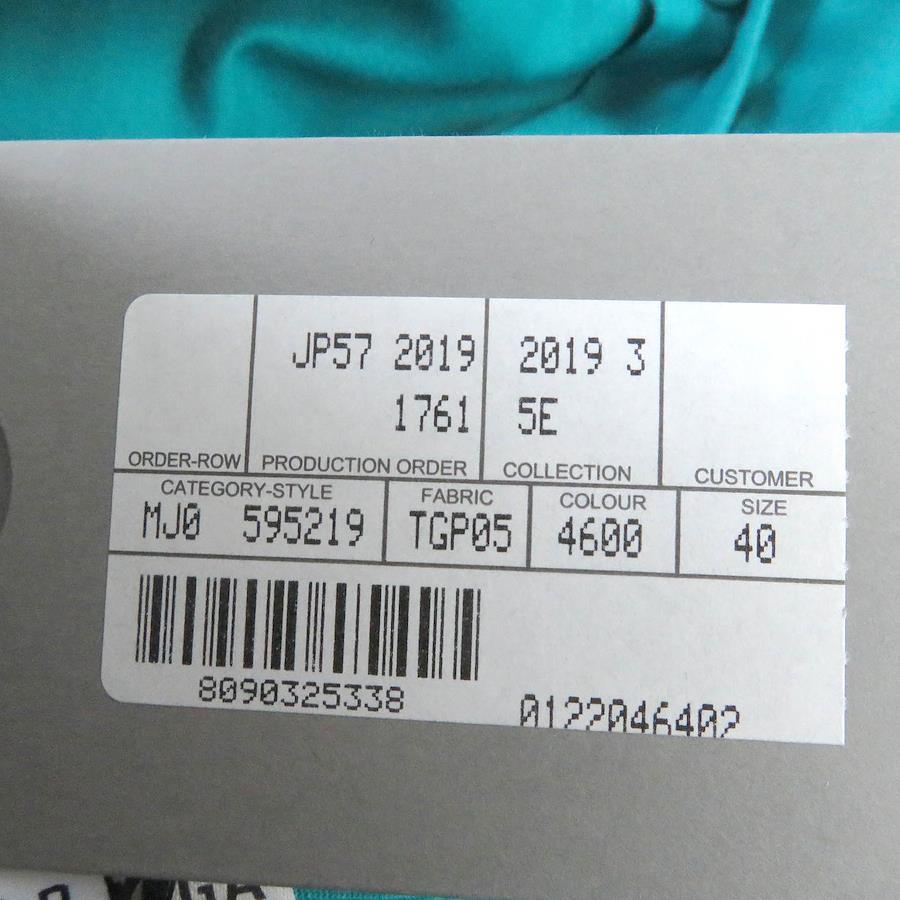 JP57 2019
1761
2019 3
5E
ORDER-ROW
PRODUCTION ORDER
COLLECTION
CUSTOMER
CATEGORY-STYLE
FABRIC
COLOUR
SIZE
MJ0 595219
TGP05
4600
40
8090325338
0122046402